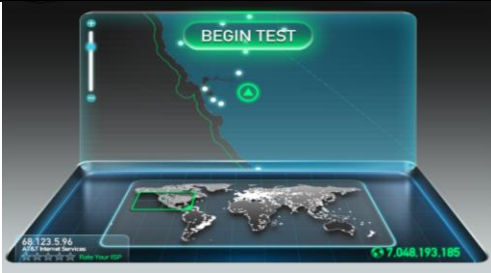 BEGIN TEST
68.123.5.96
AT&T Internet Services
Rate Your ISP
7,048,193,185